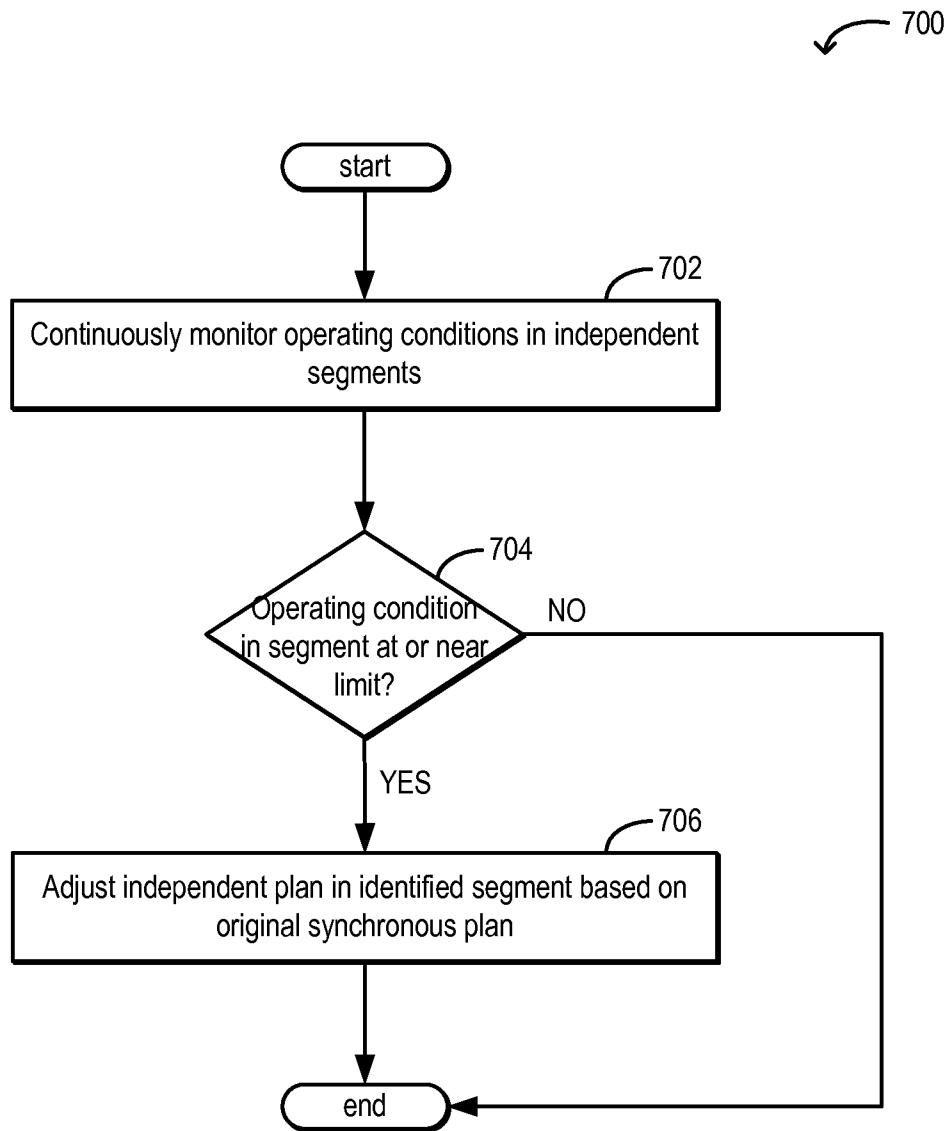 700
start
702
Continuously monitor operating conditions in independent
segments
704
Operating condition
in segment at or near
limit?
NO
YES
706
Adjust independent plan in identified segment based on
original synchronous plan
end